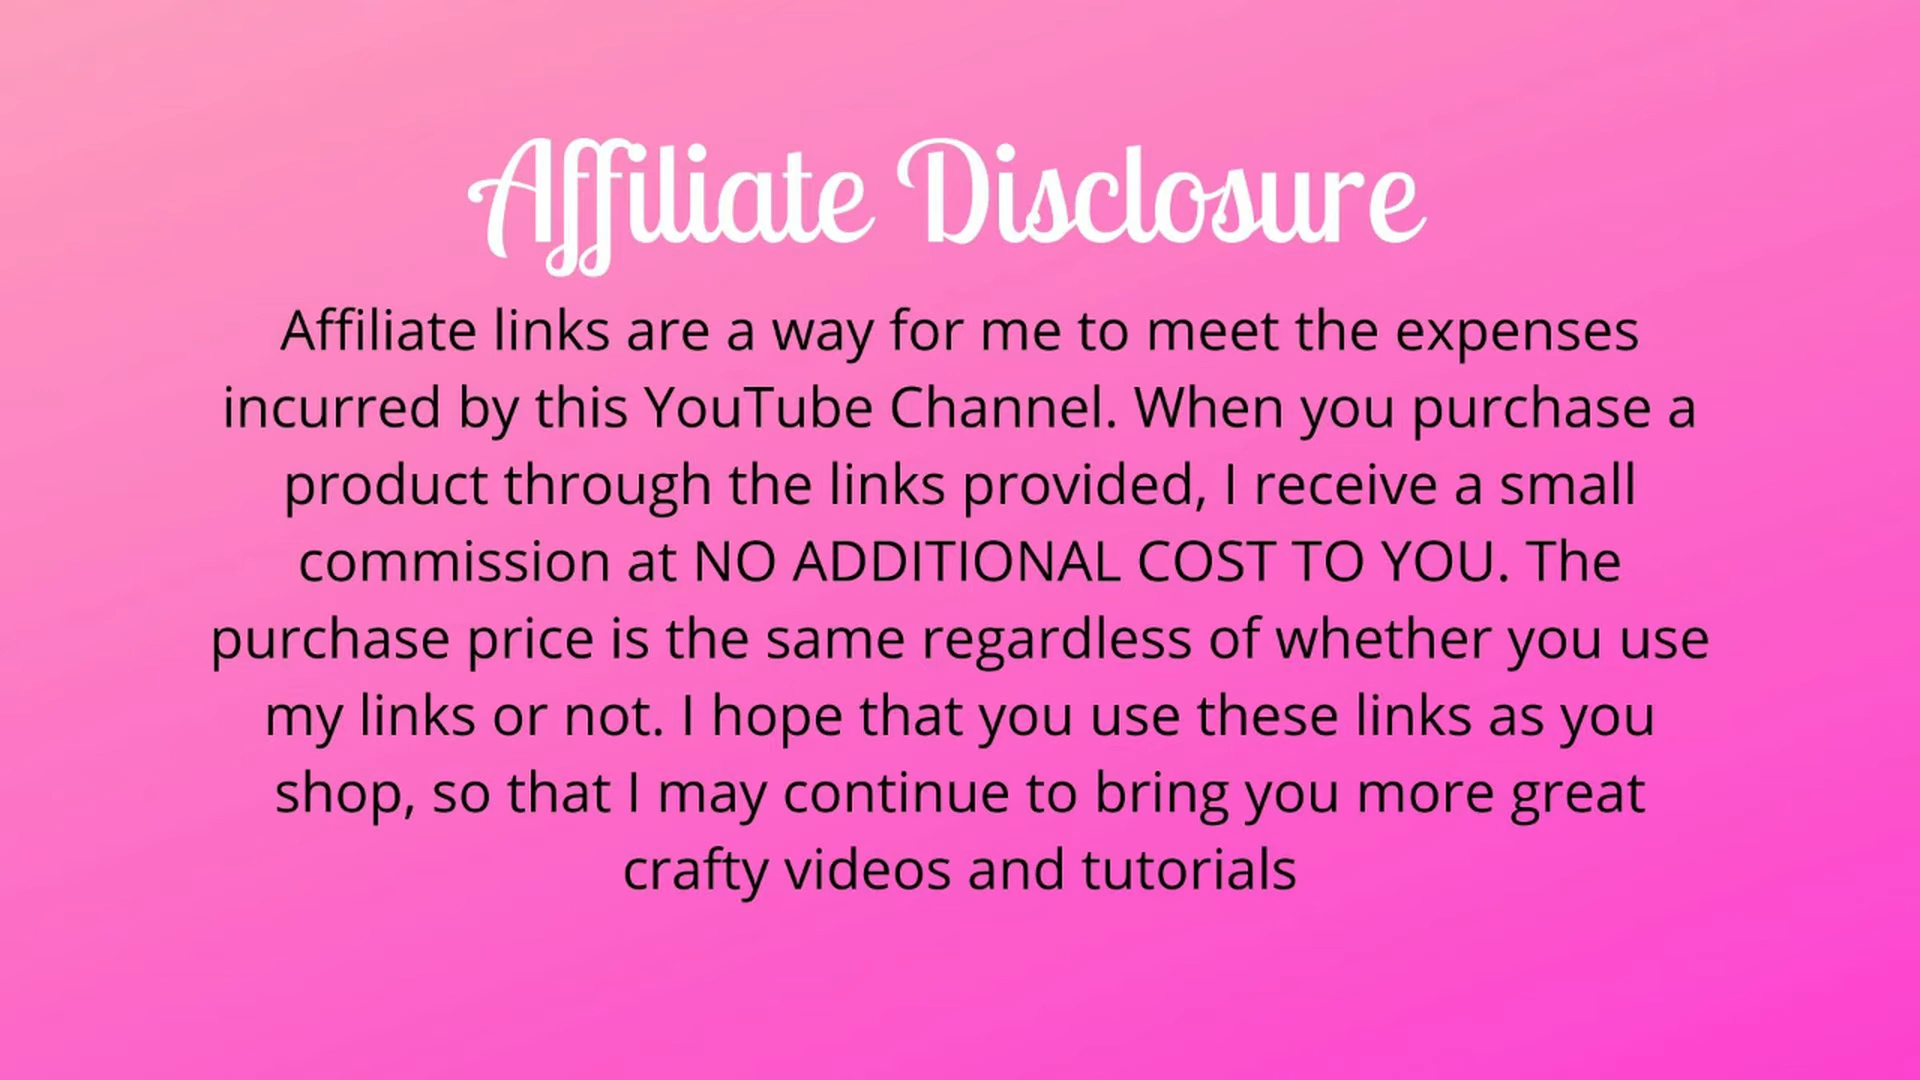 Affiliate Disclosure
Affiliate links are a way for me to meet the expenses
incurred by this YouTube Channel. When you purchase a
product through the links provided, I receive a small
commission at NO ADDITIONAL COST TO YOU. The
purchase price is the same regardless of whether you use
my links or not. I hope that you use these links as you
shop, so that I may continue to bring you more great
crafty videos and tutorials